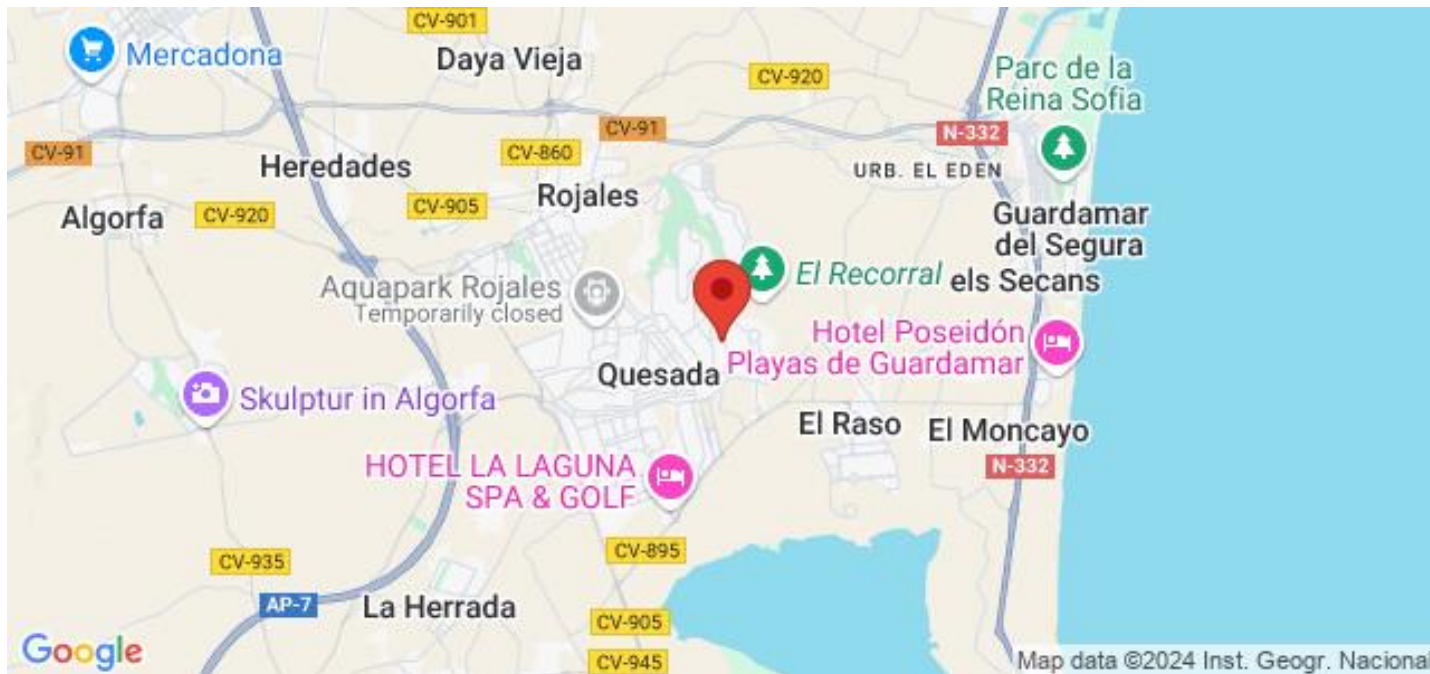 CV-901
Mercadona
Daya Vieja
CV-920
Parc de la
Reina Sofia
CV-91
N-332
CV-91
CV-860
Heredades
URB. EL EDEN
Rojales
CV-905
Algorfa
CV-920
Guardamar
del Segura
El Recorral
els Secans
Aquapark Rojales
Temporarily closed
Hotel Poseidón
Playas de Guardamar
Quesada
Skulptur in Algorfa
El Raso
El Moncayo
HOTEL LA LAGUNA
SPA & GOLF
N-332
CV-895
CV-935
AP-7
La Herrada
CV-905
Google
CV-945
Map data ©2024 Inst. Geogr. Nacional